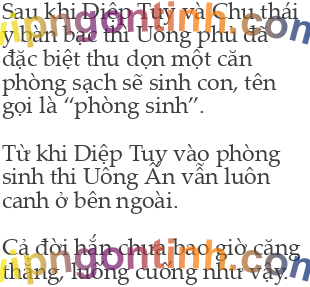 Sau khi Diệp Tuy và Chu thái
y bàn bạc thì Uông phủ đã
đặc biệt thu dọn một căn
phòng sạch sẽ sinh con, tên
gọi là “phòng sinh”.
Từ khi Diệp Tuy vào phòng
sinh thi Uông Ấn vẫn luôn
canh ở bên ngoài.
Cả đời hắn chưa bao giờ căng
thẳng, luống cuống như vậy.